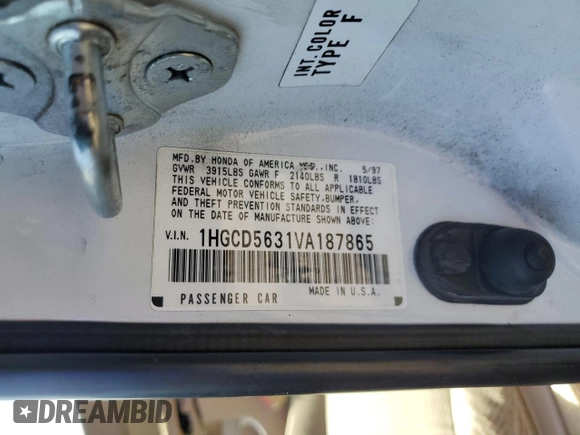 INT. COLOR
TYPE F
MFD.BY HONDA OF AMERICA MFG.,INC. 5/97
GVWR 3915LBS GAWR F 2140LBS R 1810LBS
THIS VEHICLE CONFORMS TO ALL APPLICABLE
FEDERAL MOTOR VEHICLE SAFETY,BUMPER,
AND THEFT PREVENTION STANDARDS IN EFFECT
ON THE DATE OF MANUFACTURE SHOWN ABOVE:
V.I.N. 1HGCD5631VA187865
PASSENGER CAR MADE IN U.S.A.
DREAMBID